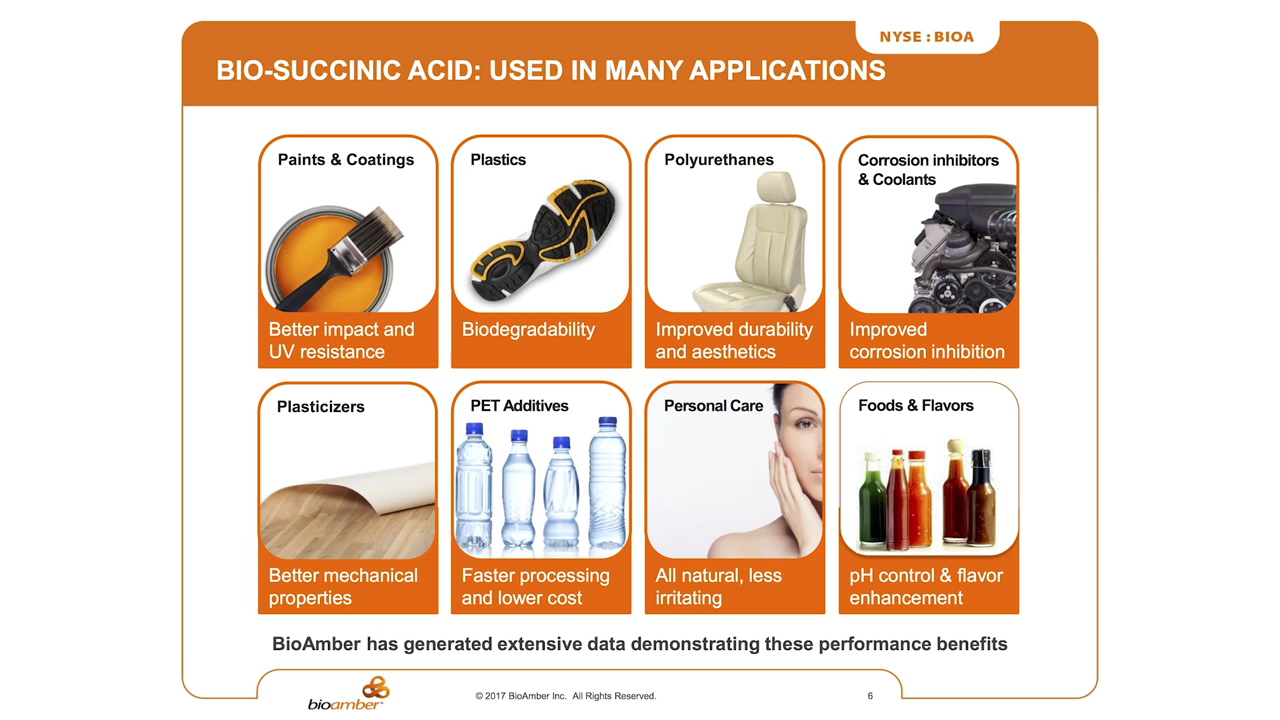 NYSE : BIOA
BIO-SUCCINIC ACID: USED IN MANY APPLICATIONS
Paints & Coatings
Better impact and
UV resistance
Plastics
Biodegradability
Polyurethanes
Improved durability
and aesthetics
Corrosion inhibitors
& Coolants
Improved
corrosion inhibition
Plasticizers
Better mechanical
properties
PET Additives
Faster processing
and lower cost
Personal Care
All natural, less
irritating
Foods & Flavors
pH control & flavor
enhancement
BioAmber has generated extensive data demonstrating these performance benefits
bioamber™
© 2017 BioAmber Inc. All Rights Reserved.
6